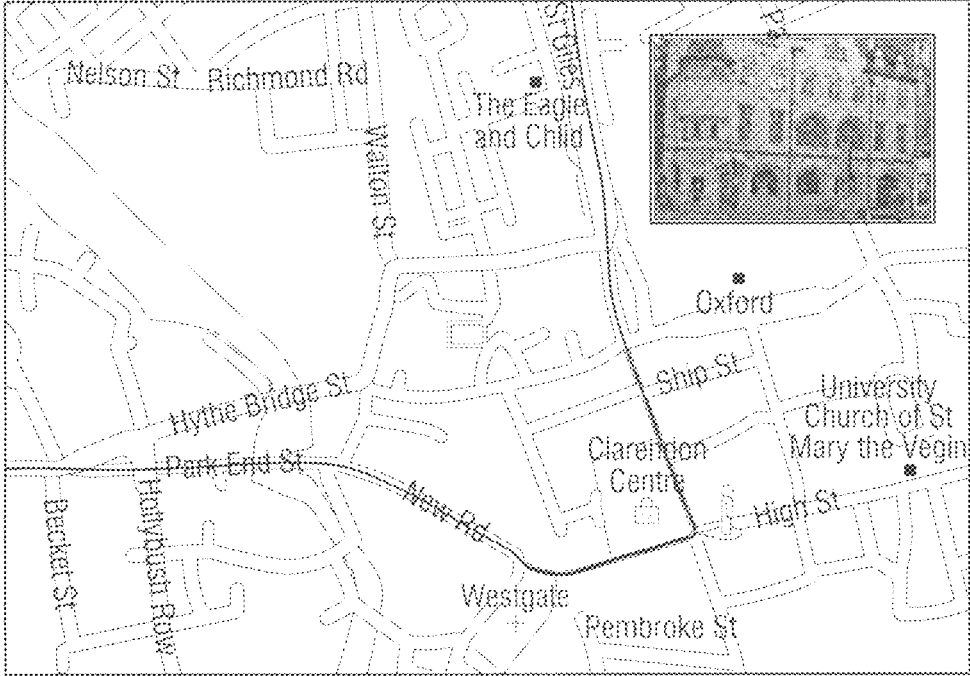 St Giles
Nelson St
Richmond Rd
The Eagle
and Chlid
Walton St
Oxford
Ship St
Hythe Bridge St
University
Church of St
Mary the Vegin
Clarendon
Centre
Park End St
New Rd
High St
Becket St
Hollybush Row
Westgate
Pembroke St